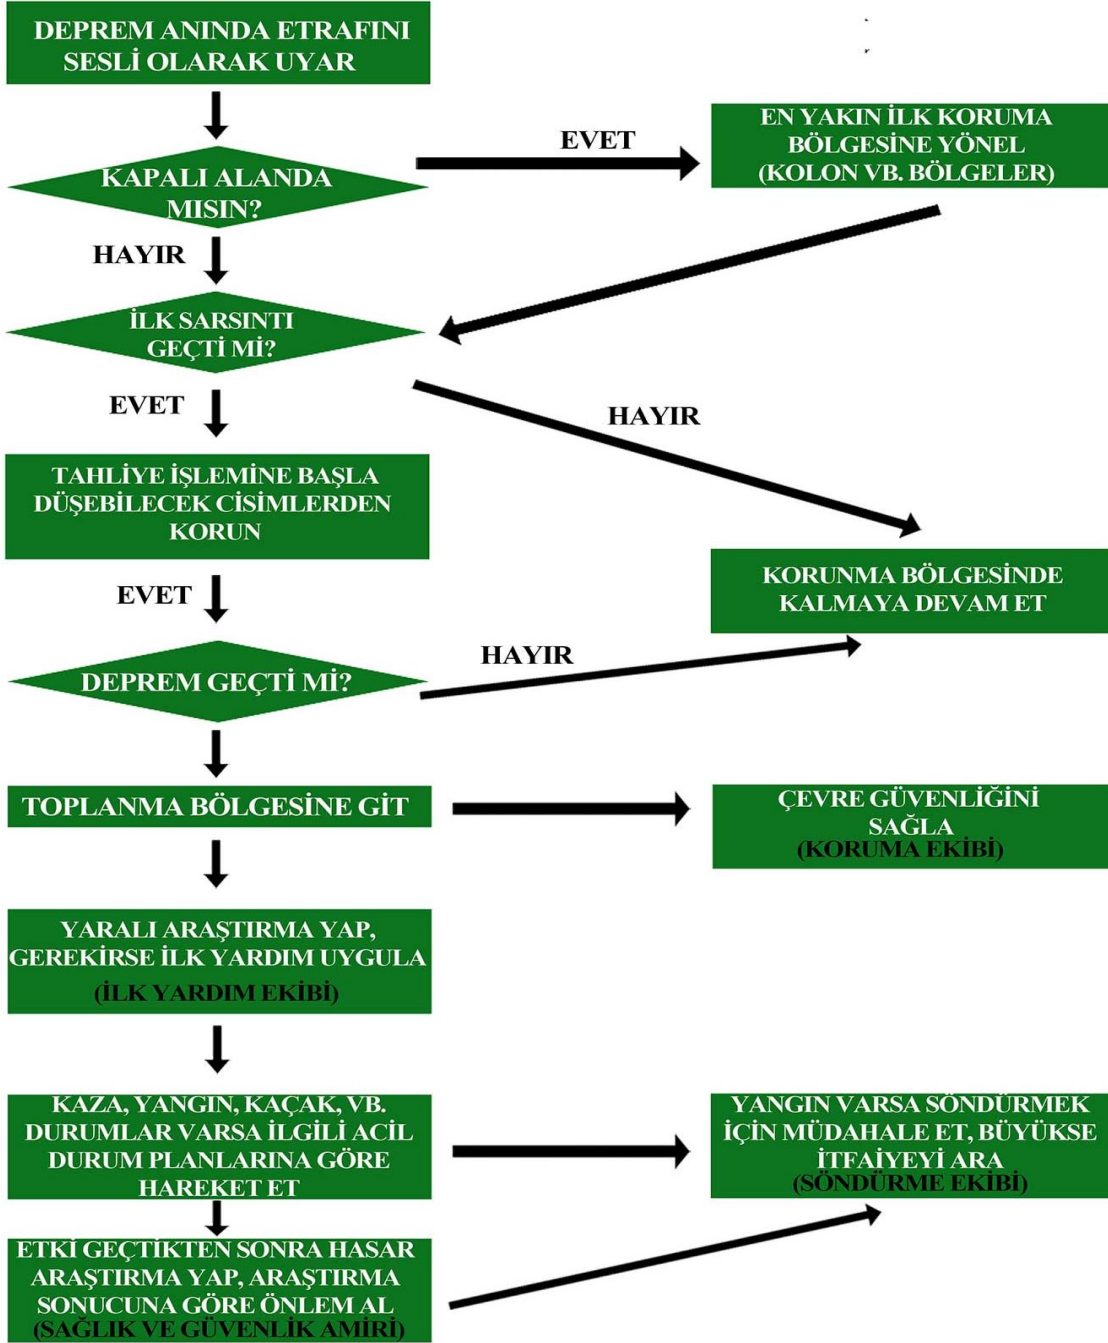 DEPREM ANINDA ETRAFINI
SESLİ OLARAK UYAR
EVET
EN YAKIN İLK KORUMA
BÖLGESİNE YÖNEL
(KOLON VB. BÖLGELER)
KAPALI ALANDA
MISIN?
HAYIR
İLK SARSINTI
GEÇTİ Mİ?
EVET
HAYIR
TAHLİYE İŞLEMİNE BAŞLA
DÜŞEBİLECEK CİSİMLERDEN
KORUN
KORUNMA BÖLGESİNDE
KALMAYA DEVAM ET
EVET
DEPREM GEÇTİ Mİ?
HAYIR
TOPLANMA BÖLGESİNE GİT
ÇEVRE GÜVENLİĞİNİ
SAĞLA
(KORUMA EKİBİ)
YARALI ARAŞTIRMA YAP,
GEREKİRSE İLK YARDIM UYGULA
(İLK YARDIM EKİBİ)
KAZA, YANGIN, KAÇAK, VB.
DURUMLAR VARSA İLGİLİ ACİL
DURUM PLANLARINA GÖRE
HAREKET ET
YANGIN VARSA SÖNDÜRMEK
İÇİN MÜDAHALE ET, BÜYÜKSE
İTFAİYEYİ ARA
(SÖNDÜRME EKİBİ)
ETKİ GEÇTİKTEN SONRA HASAR
ARAŞTIRMA YAP, ARAŞTIRMA
SONUCUNA GÖRE ÖNLEM AL
(SAĞLIK VE GÜVENLİK AMİRİ)